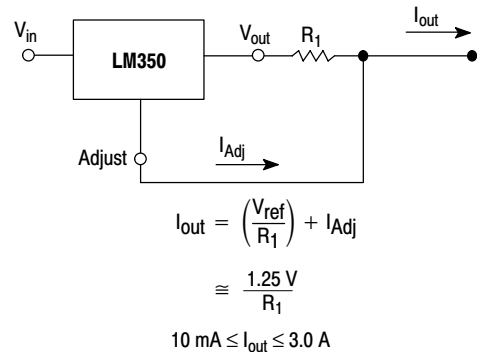 V_in
LM350
V_out
R_1
I_out
Adjust
I_Adj
I_out = (V_ref / R_1) + I_Adj
≅ 1.25 V / R_1
10 mA ≤ I_out ≤ 3.0 A